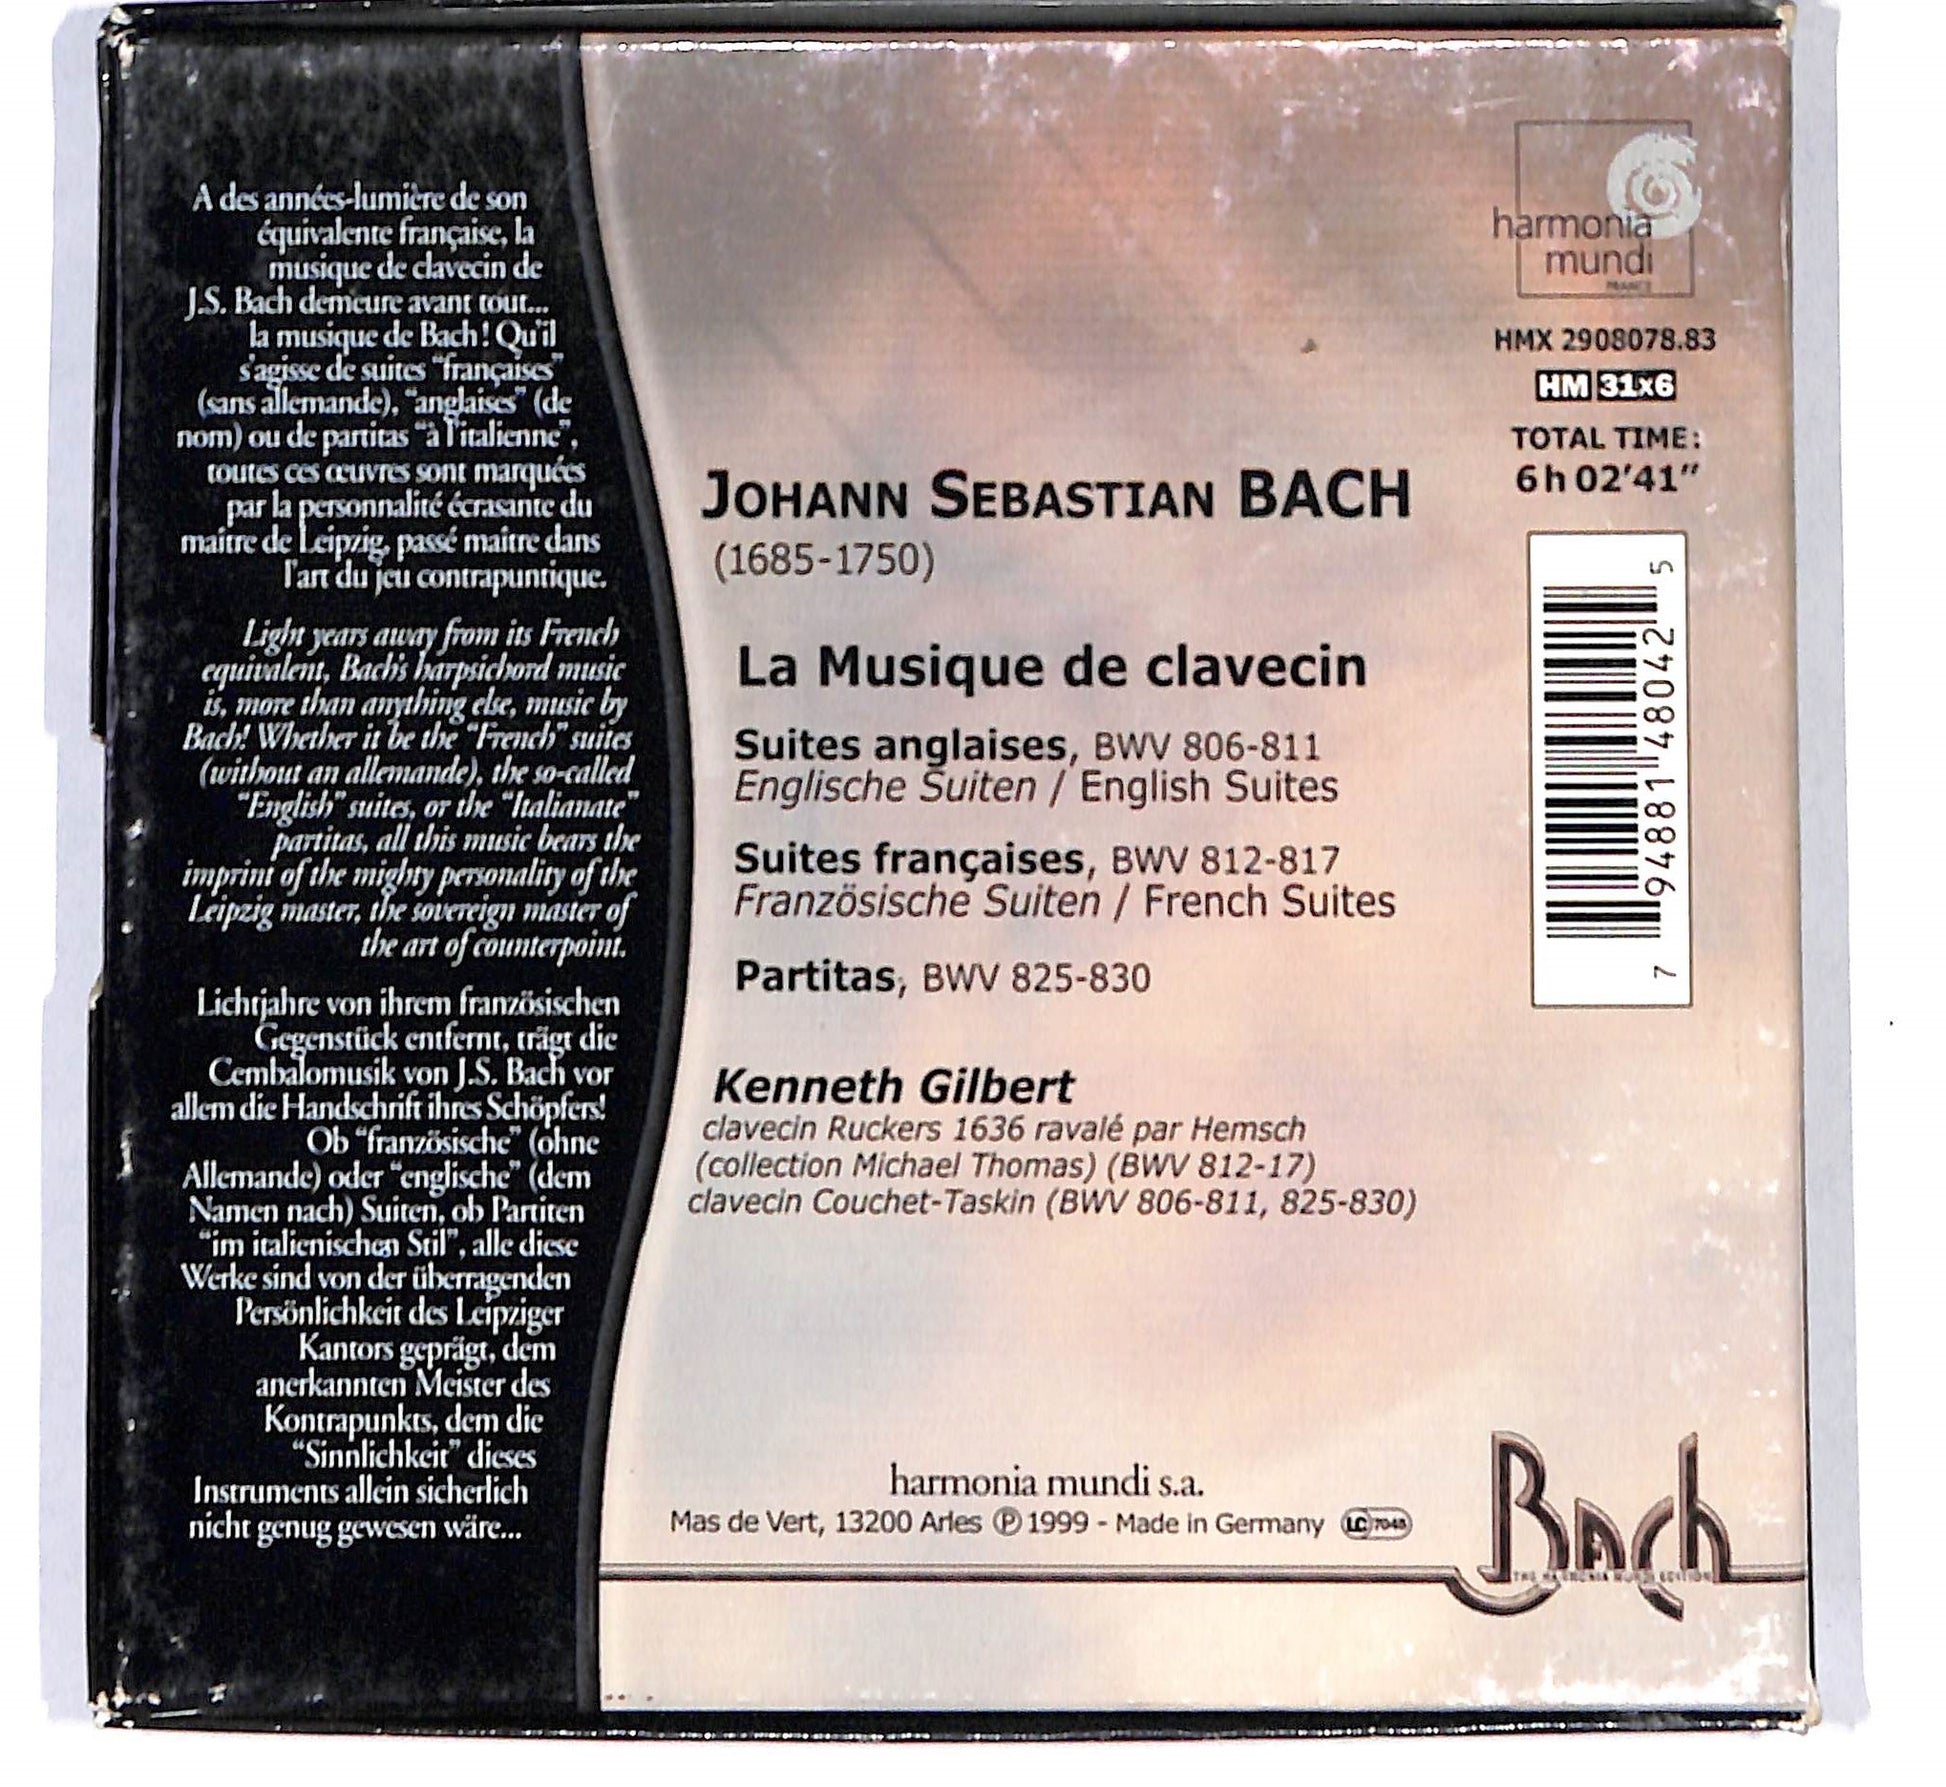 A des années-lumière de son
équivalente française, la
musique de clavecin de
J.S. Bach demeure avant tout...
la musique de Bach! Qu'il
s'agisse de suites "françaises"
(sans allemande), "anglaises" (de
nom) ou de partitas "à l'italienne",
toutes ces œuvres sont marquées
par la personnalité écrasante du
maître de Leipzig, passé maître dans
l'art du jeu contrapuntique.
Light years away from its French
equivalent, Bach's harpsichord music
is, more than anything else, music by
Bach! Whether it be the "French" suites
(without an allemande), the so-called
"English" suites, or the "Italianate"
partitas, all this music bears the
imprint of the mighty personality of the
Leipzig master, the sovereign master of
the art of counterpoint.
Lichtjahre von ihrem französischen
Gegenstück entfernt, trägt die
Cembalomusik von J.S. Bach vor
allem die Handschrift ihres Schöpfers!
Ob "französische" (ohne
Allemande) oder "englische" (dem
Namen nach) Suiten, ob Partiten
"im italienischen Stil", alle diese
Werke sind von der überragenden
Persönlichkeit des Leipziger
Kantors geprägt, dem
anerkannten Meister des
Kontrapunkts, dem die
"Sinnlichkeit" dieses
Instruments allein sicherlich
nicht genug gewesen wäre...
harmonia
mundi
FRANCE
HMX 2908078.83
HM 31x6
TOTAL TIME:
6 h 02'41"
JOHANN SEBASTIAN BACH
(1685-1750)
La Musique de clavecin
Suites anglaises, BWV 806-811
Englische Suiten / English Suites
Suites françaises, BWV 812-817
Französische Suiten / French Suites
Partitas, BWV 825-830
Kenneth Gilbert
clavecin Ruckers 1636 ravalé par Hemsch
(collection Michael Thomas) (BWV 812-17)
clavecin Couchet-Taskin (BWV 806-811, 825-830)
7 94881 48042 5
harmonia mundi s.a.
Mas de Vert, 13200 Arles ℗ 1999 - Made in Germany LC 7045
Bach
THE HARMONIA MUNDI EDITION